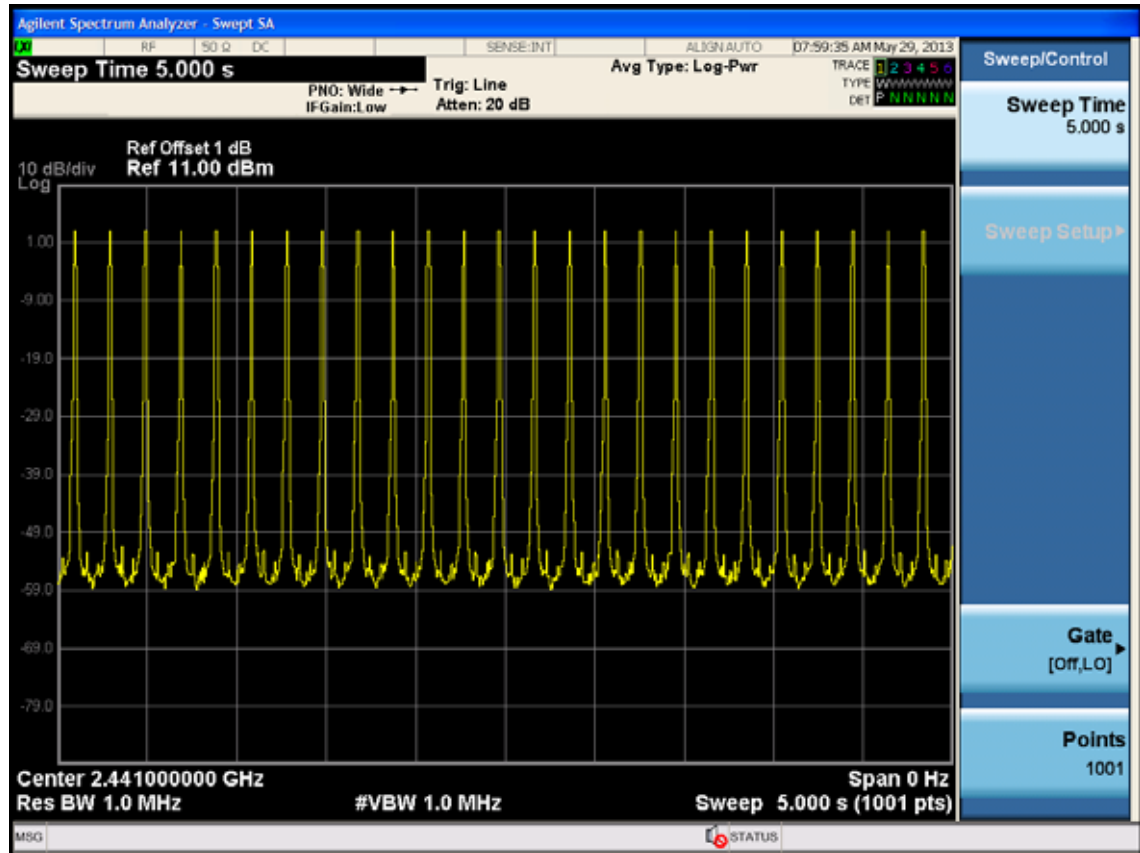 Agilent Spectrum Analyzer - Swept SA
LXI RF 50 Ω DC SENSE:INT ALIGN AUTO 07:59:35 AM May 29, 2013
Sweep Time 5.000 s
PNO: Wide
IFGain:Low
Trig: Line
Atten: 20 dB
Avg Type: Log-Pwr
TRACE 1 2 3 4 5 6
TYPE WWWWWW
DET P N N N N N
Ref Offset 1 dB
10 dB/div Ref 11.00 dBm
Log
1.00
-9.00
-19.0
-29.0
-39.0
-49.0
-59.0
-69.0
-79.0
Center 2.441000000 GHz Span 0 Hz
Res BW 1.0 MHz #VBW 1.0 MHz Sweep 5.000 s (1001 pts)
MSG STATUS
Sweep/Control
Sweep Time
5.000 s
Sweep Setup
Gate
[Off,LO]
Points
1001